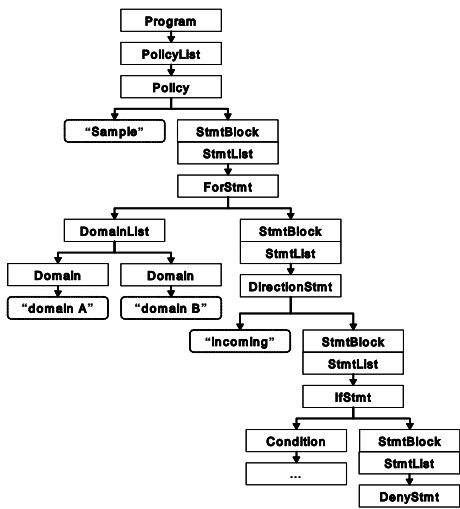 Program
PolicyList
Policy
“Sample”
StmtBlock
StmtList
ForStmt
DomainList
StmtBlock
StmtList
Domain
Domain
DirectionStmt
“domain A”
“domain B”
“incoming”
StmtBlock
StmtList
IfStmt
Condition
StmtBlock
...
StmtList
DenyStmt